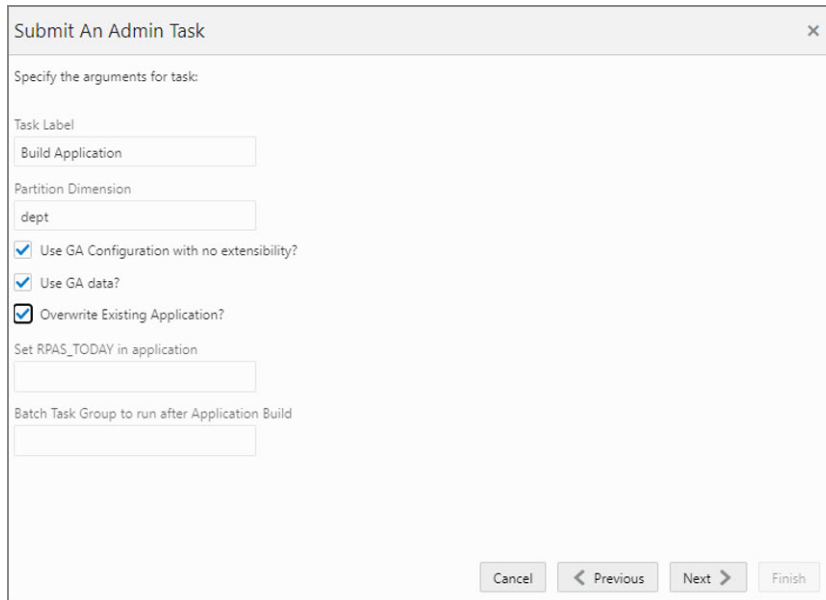 Submit An Admin Task
Specify the arguments for task:
Task Label
Build Application
Partition Dimension
dept
Use GA Configuration with no extensibility?
Use GA data?
Overwrite Existing Application?
Set RPAS_TODAY in application
Batch Task Group to run after Application Build
Cancel Previous Next Finish